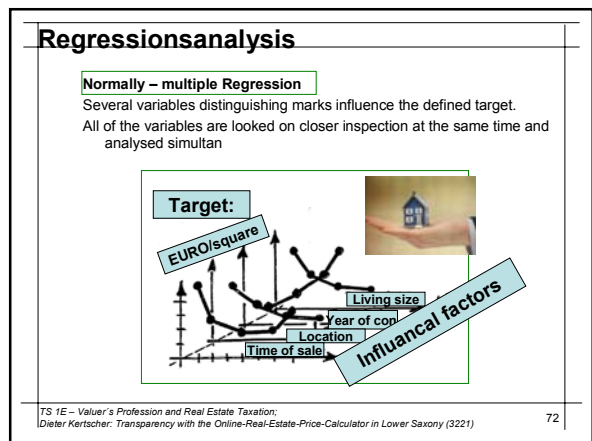 Regressionsanalysis
Normally – multiple Regression
Several variables distinguishing marks influence the defined target.
All of the variables are looked on closer inspection at the same time and
analysed simultan
Target:
EURO/square
Living size
Year of con
Location
Time of sale
Influancal factors
TS 1E – Valuer´s Profession and Real Estate Taxation;
Dieter Kertscher: Transparency with the Online-Real-Estate-Price-Calculator in Lower Saxony (3221)
72